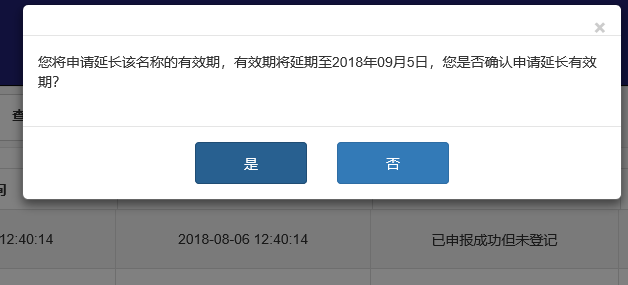 ×
您将申请延长该名称的有效期，有效期将延期至2018年09月5日，您是否确认申请延长有效
期？
查
是
否
间
12:40:14
2018-08-06 12:40:14
已申报成功但未登记